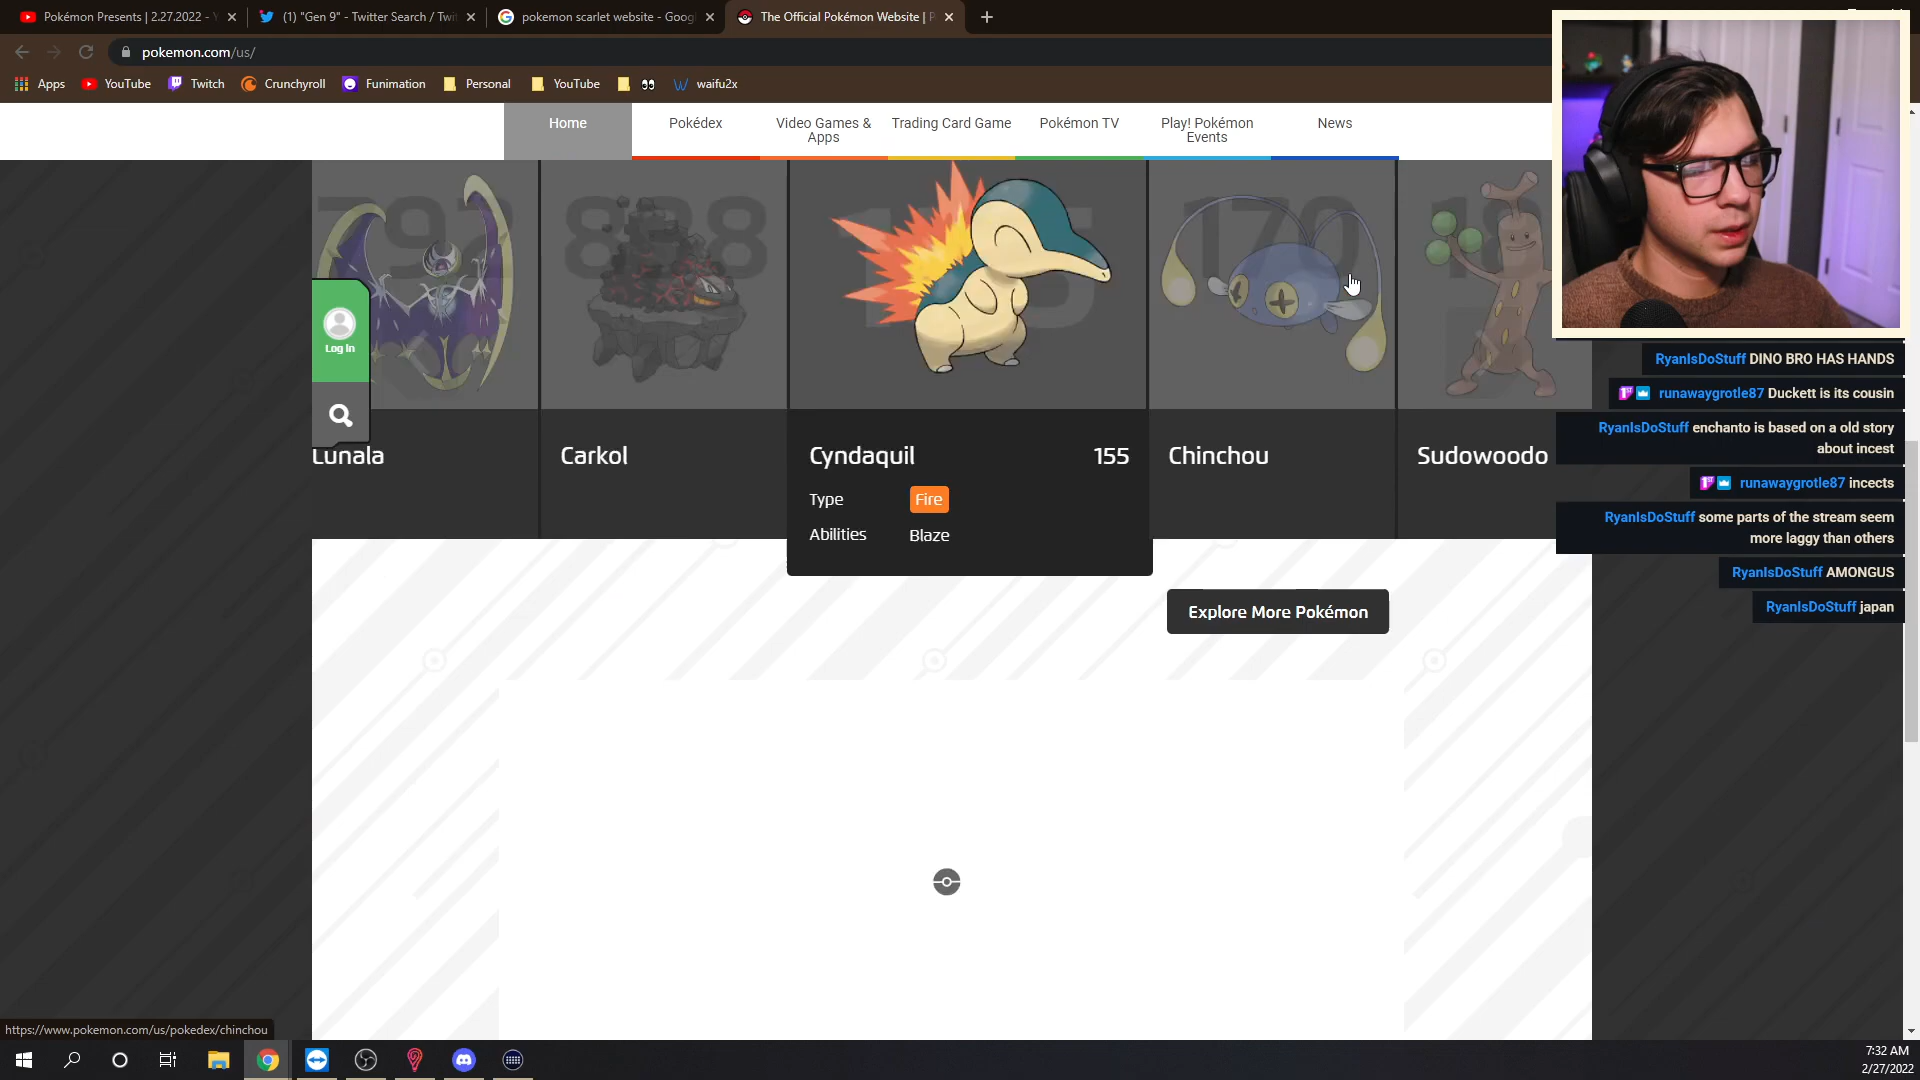 Pokémon Presents | 2.27.2022 - Y
(1) "Gen 9" - Twitter Search / Twi
pokemon scarlet website - Goog
The Official Pokémon Website | P
pokemon.com/us/
Apps
YouTube
Twitch
Crunchyroll
Funimation
Personal
YouTube
waifu2x
Home
Pokédex
Video Games &
Apps
Trading Card Game
Pokémon TV
Play! Pokémon
Events
News
792
838
155
170
18
Log In
Lunala
Carkol
Cyndaquil
155
Type
Fire
Abilities
Blaze
Chinchou
Sudowoodo
Explore More Pokémon
RyanIsDoStuff DINO BRO HAS HANDS
runawaygrotle87 Duckett is its cousin
RyanIsDoStuff enchanto is based on a old story
about incest
runawaygrotle87 incects
RyanIsDoStuff some parts of the stream seem
more laggy than others
RyanIsDoStuff AMONGUS
RyanIsDoStuff japan
https://www.pokemon.com/us/pokedex/chinchou
7:32 AM
2/27/2022